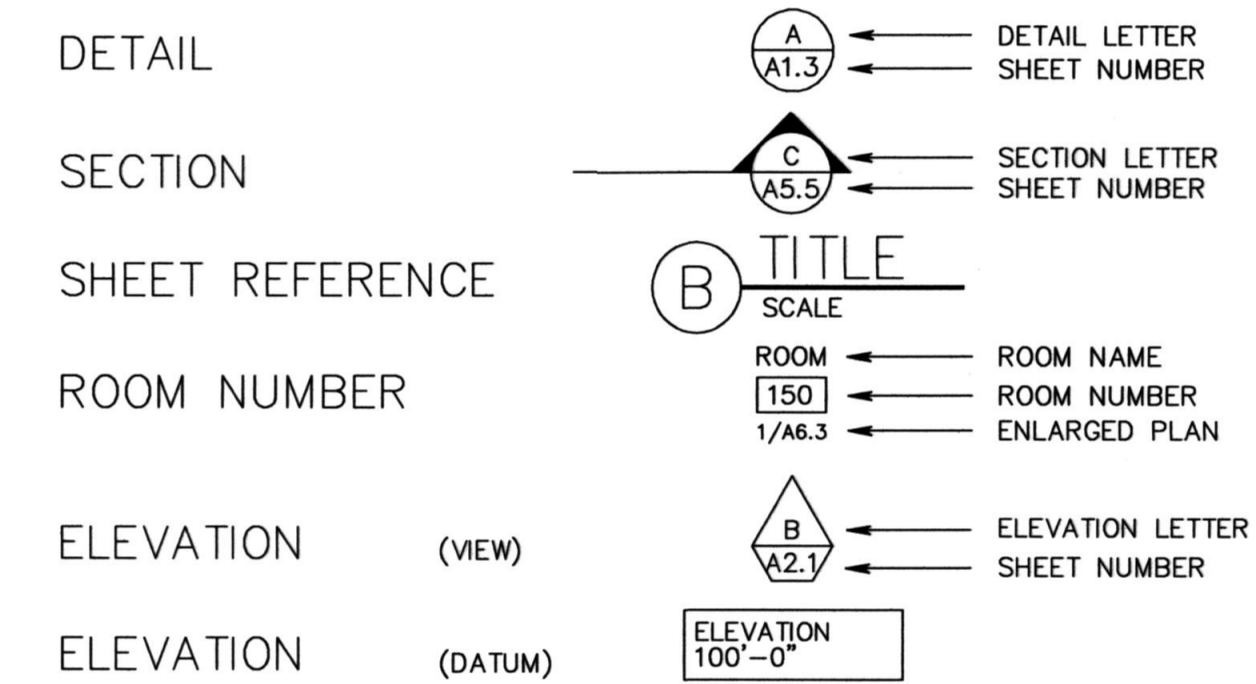 DETAIL
A
A1.3
DETAIL LETTER
SHEET NUMBER
SECTION
C
A5.5
SECTION LETTER
SHEET NUMBER
SHEET REFERENCE
B
TITLE
SCALE
ROOM NUMBER
ROOM
150
1/A6.3
ROOM NAME
ROOM NUMBER
ENLARGED PLAN
ELEVATION (VIEW)
B
A2.1
ELEVATION LETTER
SHEET NUMBER
ELEVATION (DATUM)
ELEVATION
100'-0"